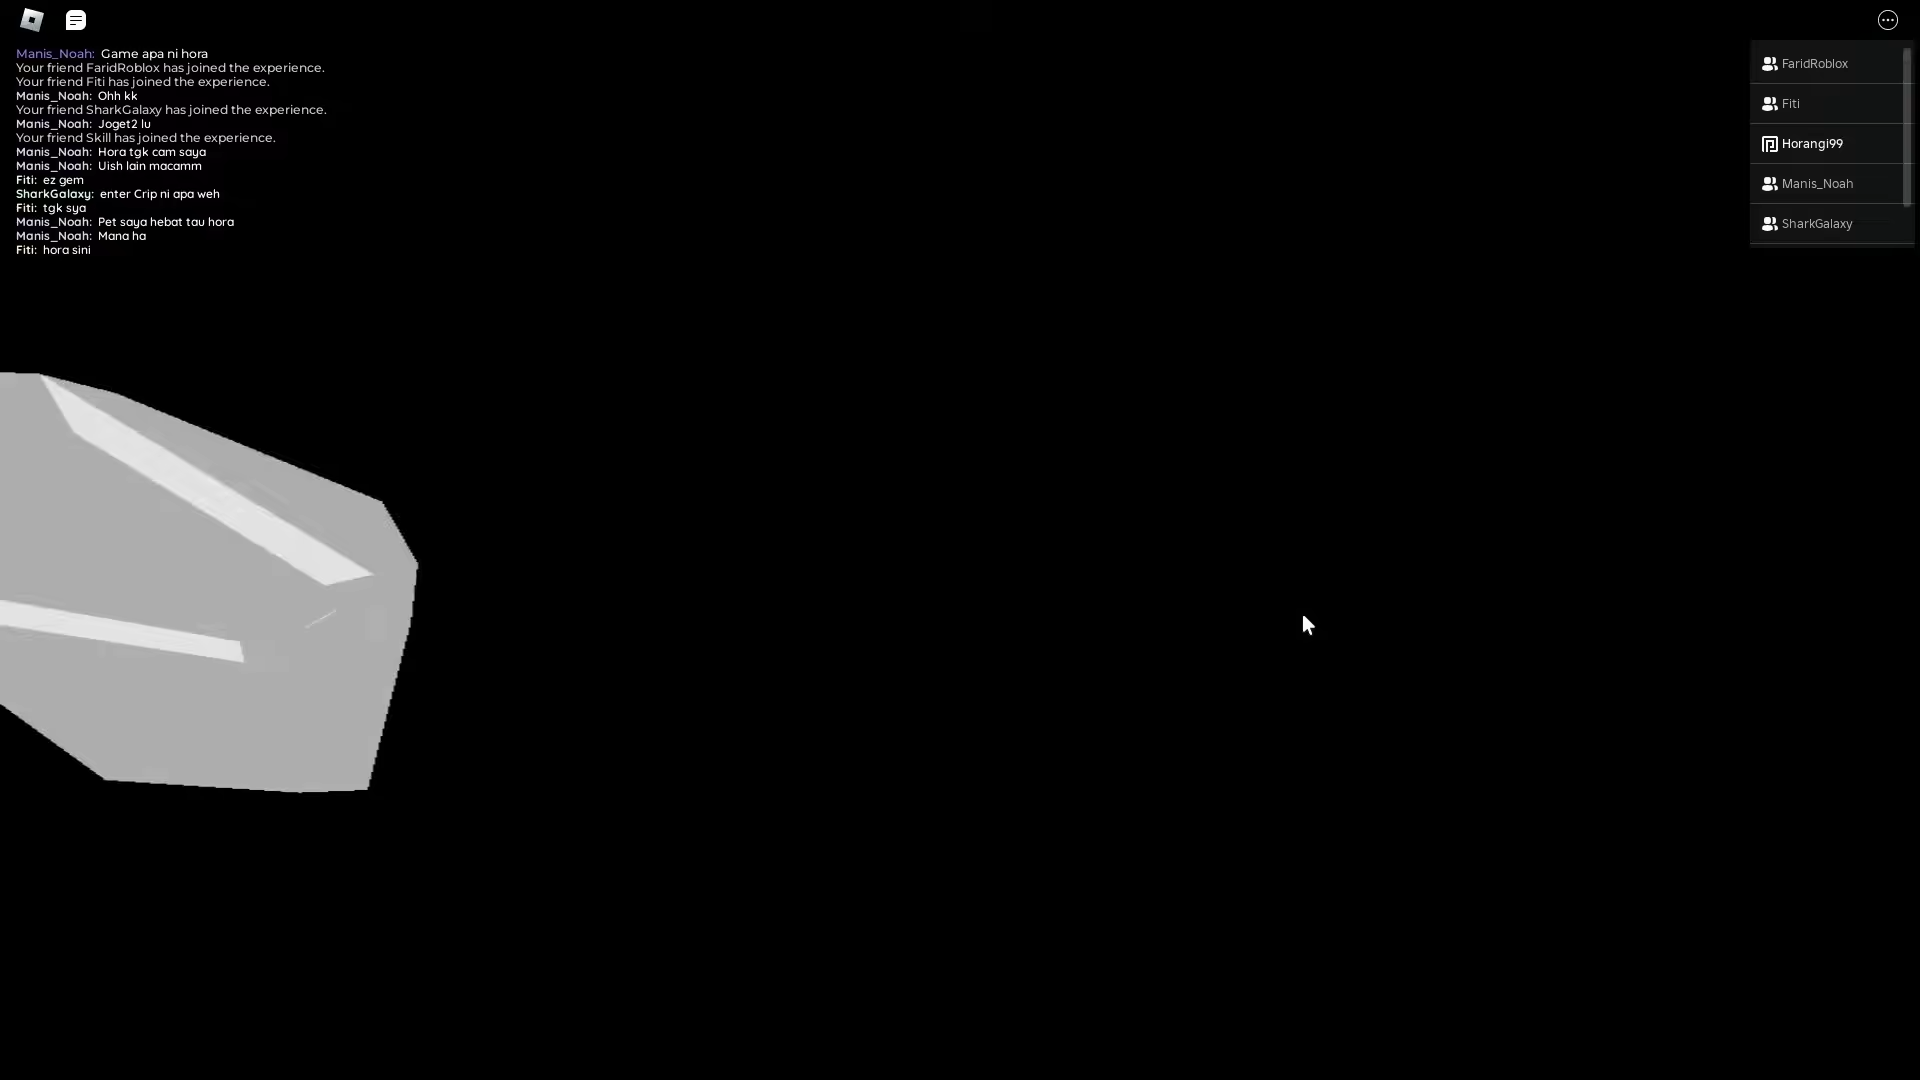 Manis_Noah: Game apa ni hora
Your friend FaridRoblox has joined the experience.
Your friend Fiti has joined the experience.
Manis_Noah: Ohh kk
Your friend SharkGalaxy has joined the experience.
Manis_Noah: Joget2 lu
Your friend Skill has joined the experience.
Manis_Noah: Hora tgk cam saya
Manis_Noah: Uish lain macamm
Fiti: ez gem
SharkGalaxy: enter Crip ni apa weh
Fiti: tgk sya
Manis_Noah: Pet saya hebat tau hora
Manis_Noah: Mana ha
Fiti: hora sini
FaridRoblox
Fiti
Horangi99
Manis_Noah
SharkGalaxy